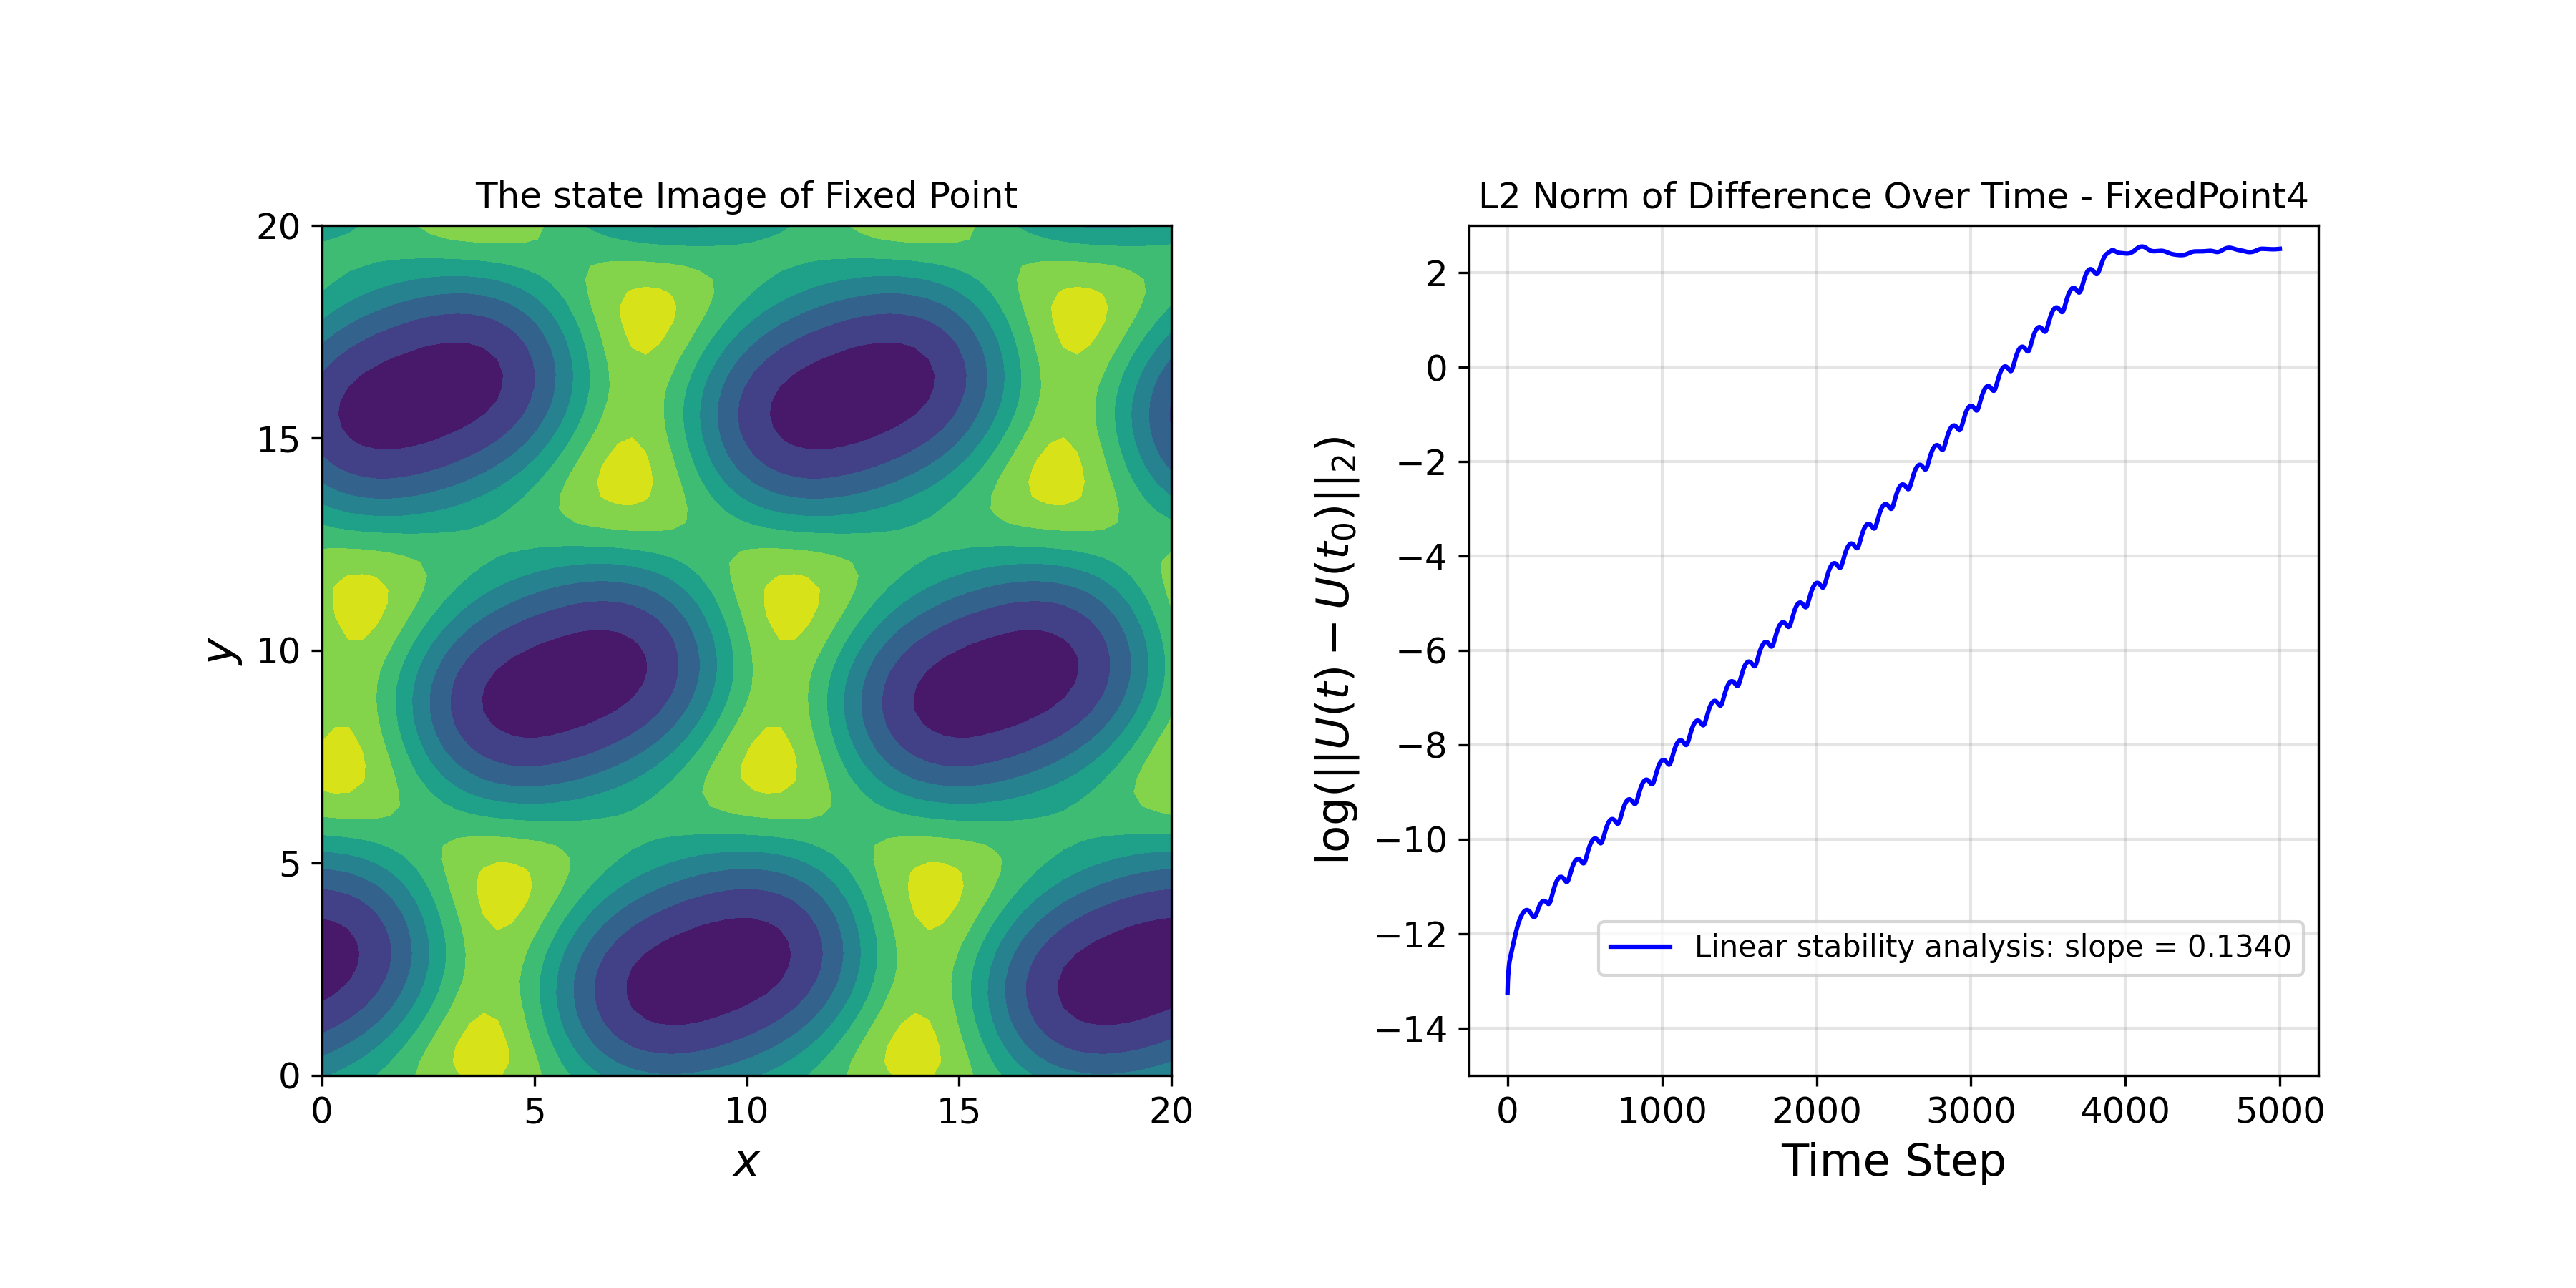 The state Image of Fixed Point
20
15
10
5
0
y
0 5 10 15 20
x
L2 Norm of Difference Over Time - FixedPoint4
2
0
−2
−4
−6
−8
−10
−12
−14
log(||U(t) − U(t₀)||₂)
Linear stability analysis: slope = 0.1340
0 1000 2000 3000 4000 5000
Time Step